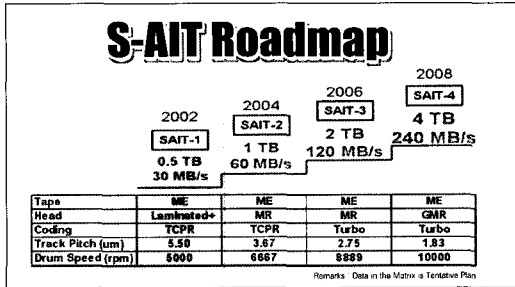 S-AIT Roadmap
2002
SAIT-1
0.5 TB
30 MB/s
2004
SAIT-2
1 TB
60 MB/s
2006
SAIT-3
2 TB
120 MB/s
2008
SAIT-4
4 TB
240 MB/s
Tape ME ME ME ME
Head Laminated+ MR MR GMR
Coding TCPR TCPR Turbo Turbo
Track Pitch (um) 5.50 3.67 2.75 1.83
Drum Speed (rpm) 5000 6667 8889 10000
Remarks : Data in the Matrix is Tentative Plan